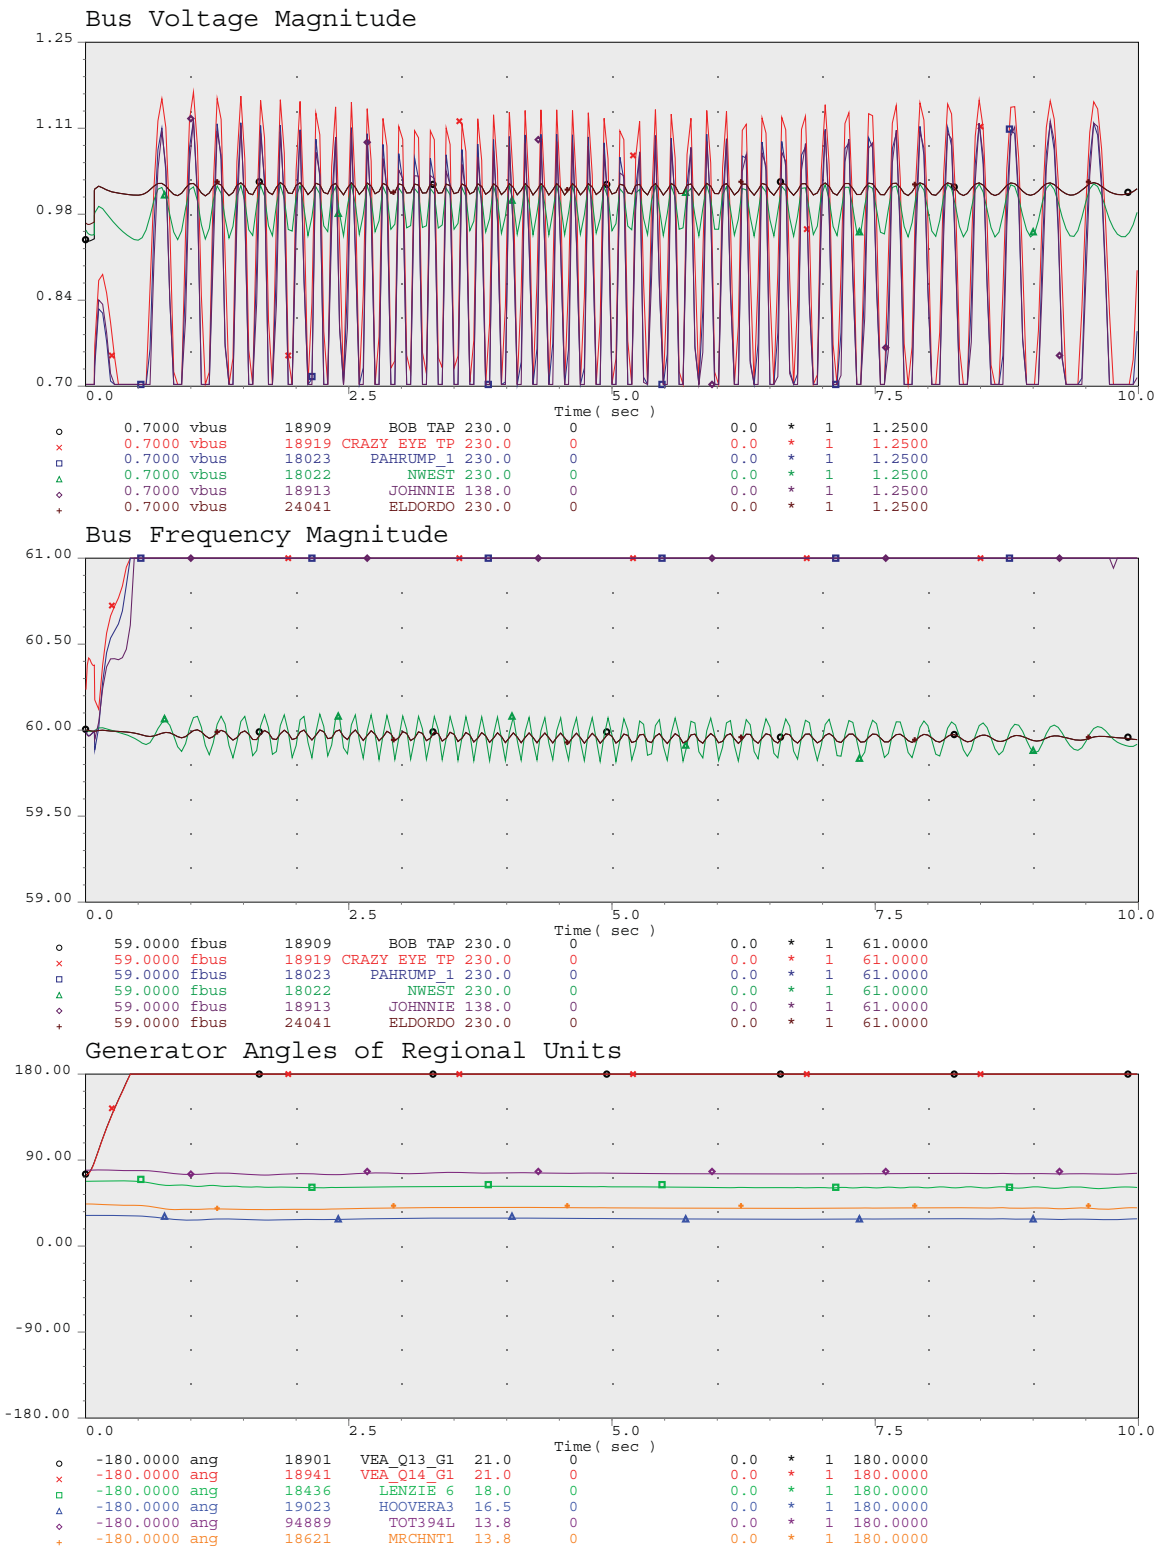 Bus Voltage Magnitude
1.25
1.11
0.98
0.84
0.70
0.0 2.5 5.0 7.5 10.0
Time( sec )
0.7000 vbus 18909 BOB TAP 230.0 0 0.0 * 1 1.2500
0.7000 vbus 18919 CRAZY EYE TP 230.0 0 0.0 * 1 1.2500
0.7000 vbus 18023 PAHRUMP_1 230.0 0 0.0 * 1 1.2500
0.7000 vbus 18022 NWEST 230.0 0 0.0 * 1 1.2500
0.7000 vbus 18913 JOHNNIE 138.0 0 0.0 * 1 1.2500
0.7000 vbus 24041 ELDORDO 230.0 0 0.0 * 1 1.2500
Bus Frequency Magnitude
61.00
60.50
60.00
59.50
59.00
0.0 2.5 5.0 7.5 10.0
Time( sec )
59.0000 fbus 18909 BOB TAP 230.0 0 0.0 * 1 61.0000
59.0000 fbus 18919 CRAZY EYE TP 230.0 0 0.0 * 1 61.0000
59.0000 fbus 18023 PAHRUMP_1 230.0 0 0.0 * 1 61.0000
59.0000 fbus 18022 NWEST 230.0 0 0.0 * 1 61.0000
59.0000 fbus 18913 JOHNNIE 138.0 0 0.0 * 1 61.0000
59.0000 fbus 24041 ELDORDO 230.0 0 0.0 * 1 61.0000
Generator Angles of Regional Units
180.00
90.00
0.00
-90.00
-180.00
0.0 2.5 5.0 7.5 10.0
Time( sec )
-180.0000 ang 18901 VEA_Q13_G1 21.0 0 0.0 * 1 180.0000
-180.0000 ang 18941 VEA_Q14_G1 21.0 0 0.0 * 1 180.0000
-180.0000 ang 18436 LENZIE 6 18.0 0 0.0 * 1 180.0000
-180.0000 ang 19023 HOOVERA3 16.5 0 0.0 * 1 180.0000
-180.0000 ang 94889 TOT394L 13.8 0 0.0 * 1 180.0000
-180.0000 ang 18621 MRCHNT1 13.8 0 0.0 * 1 180.0000